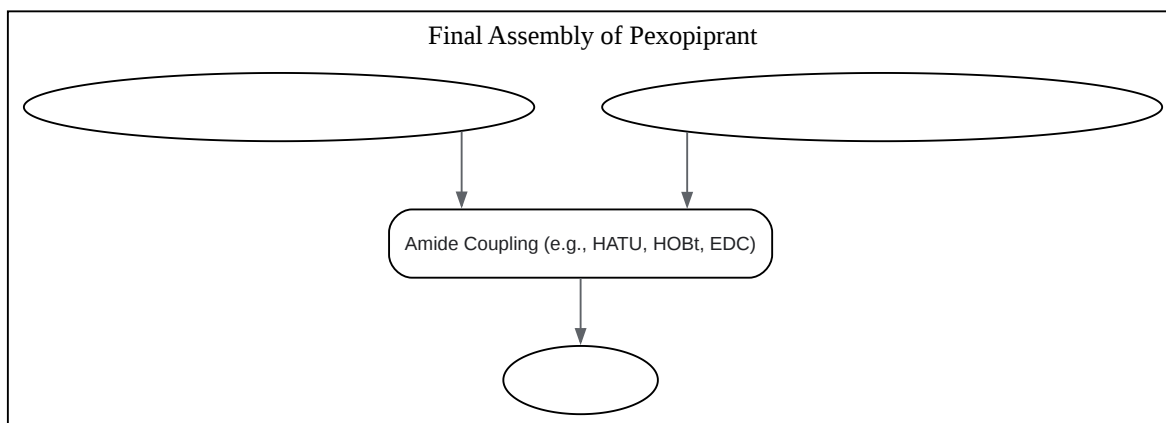 Final Assembly of Pexopiprant
Amide Coupling (e.g., HATU, HOBt, EDC)